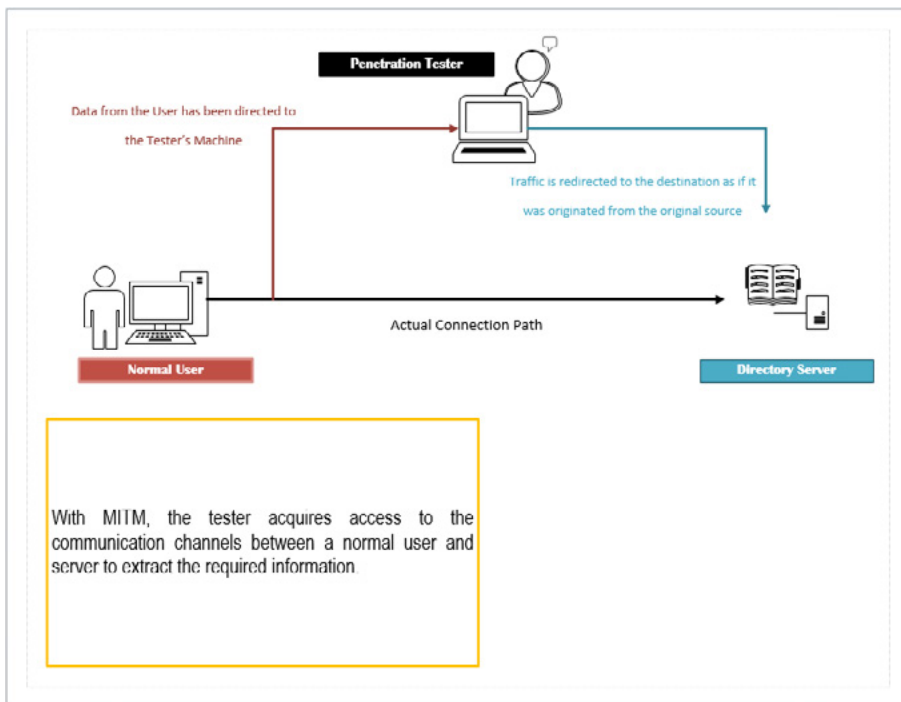 Penetration Tester
Data from the User has been directed to
the Tester's Machine
Traffic is redirected to the destination as if it
was originated from the original source
Actual Connection Path
Normal User
Directory Server
With MITM, the tester acquires access to the
communication channels between a normal user and
server to extract the required information.